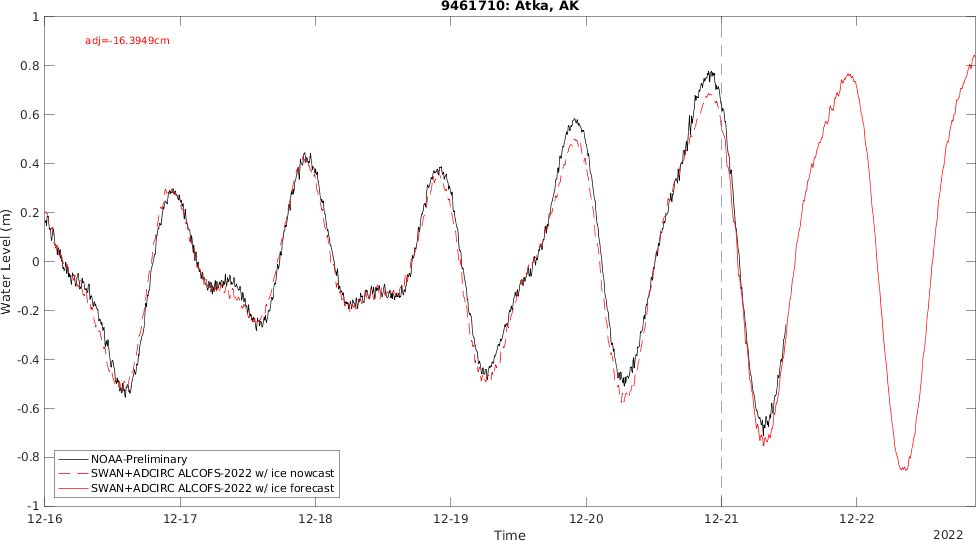 9461710: Atka, AK
adj=-16.3949cm
1
0.8
0.6
0.4
0.2
0
-0.2
-0.4
-0.6
-0.8
-1
Water Level (m)
NOAA-Preliminary
SWAN+ADCIRC ALCOFS-2022 w/ ice nowcast
SWAN+ADCIRC ALCOFS-2022 w/ ice forecast
12-16 12-17 12-18 12-19 12-20 12-21 12-22
Time
2022